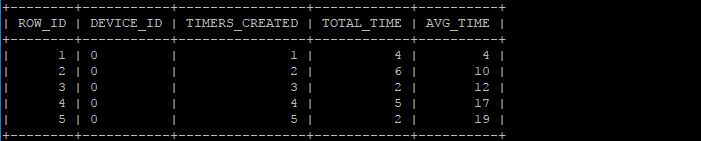 +--------+-----------+----------------+------------+----------+
| ROW_ID | DEVICE_ID | TIMERS_CREATED | TOTAL_TIME | AVG_TIME |
+--------+-----------+----------------+------------+----------+
|      1 | 0         |              1 |          4 |        4 |
|      2 | 0         |              2 |          6 |       10 |
|      3 | 0         |              3 |          2 |       12 |
|      4 | 0         |              4 |          5 |       17 |
|      5 | 0         |              5 |          2 |       19 |
+--------+-----------+----------------+------------+----------+